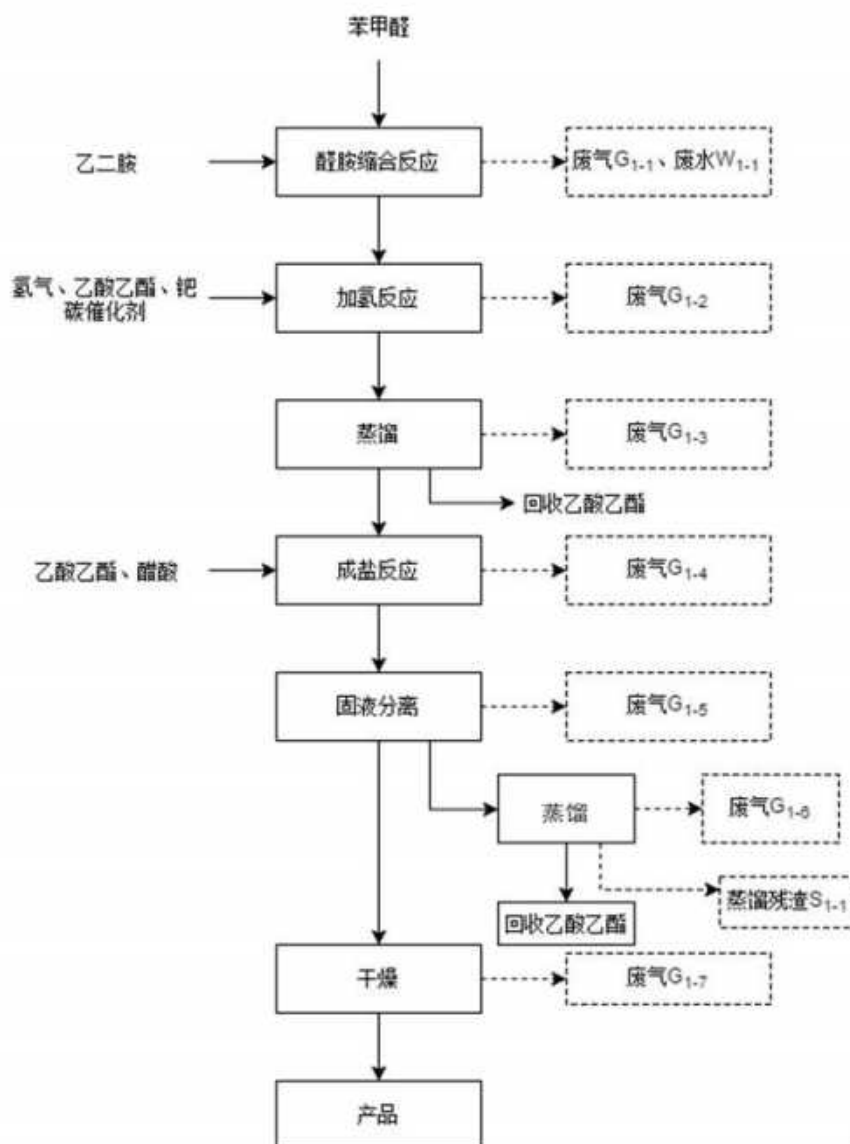 苯甲醛
乙二胺
醛胺缩合反应
废气G1-1、废水W1-1
氢气、乙酸乙酯、钯
碳催化剂
加氢反应
废气G1-2
蒸馏
废气G1-3
回收乙酸乙酯
乙酸乙酯、醋酸
成盐反应
废气G1-4
固液分离
废气G1-5
蒸馏
废气G1-6
蒸馏残渣S1-1
回收乙酸乙酯
干燥
废气G1-7
产品